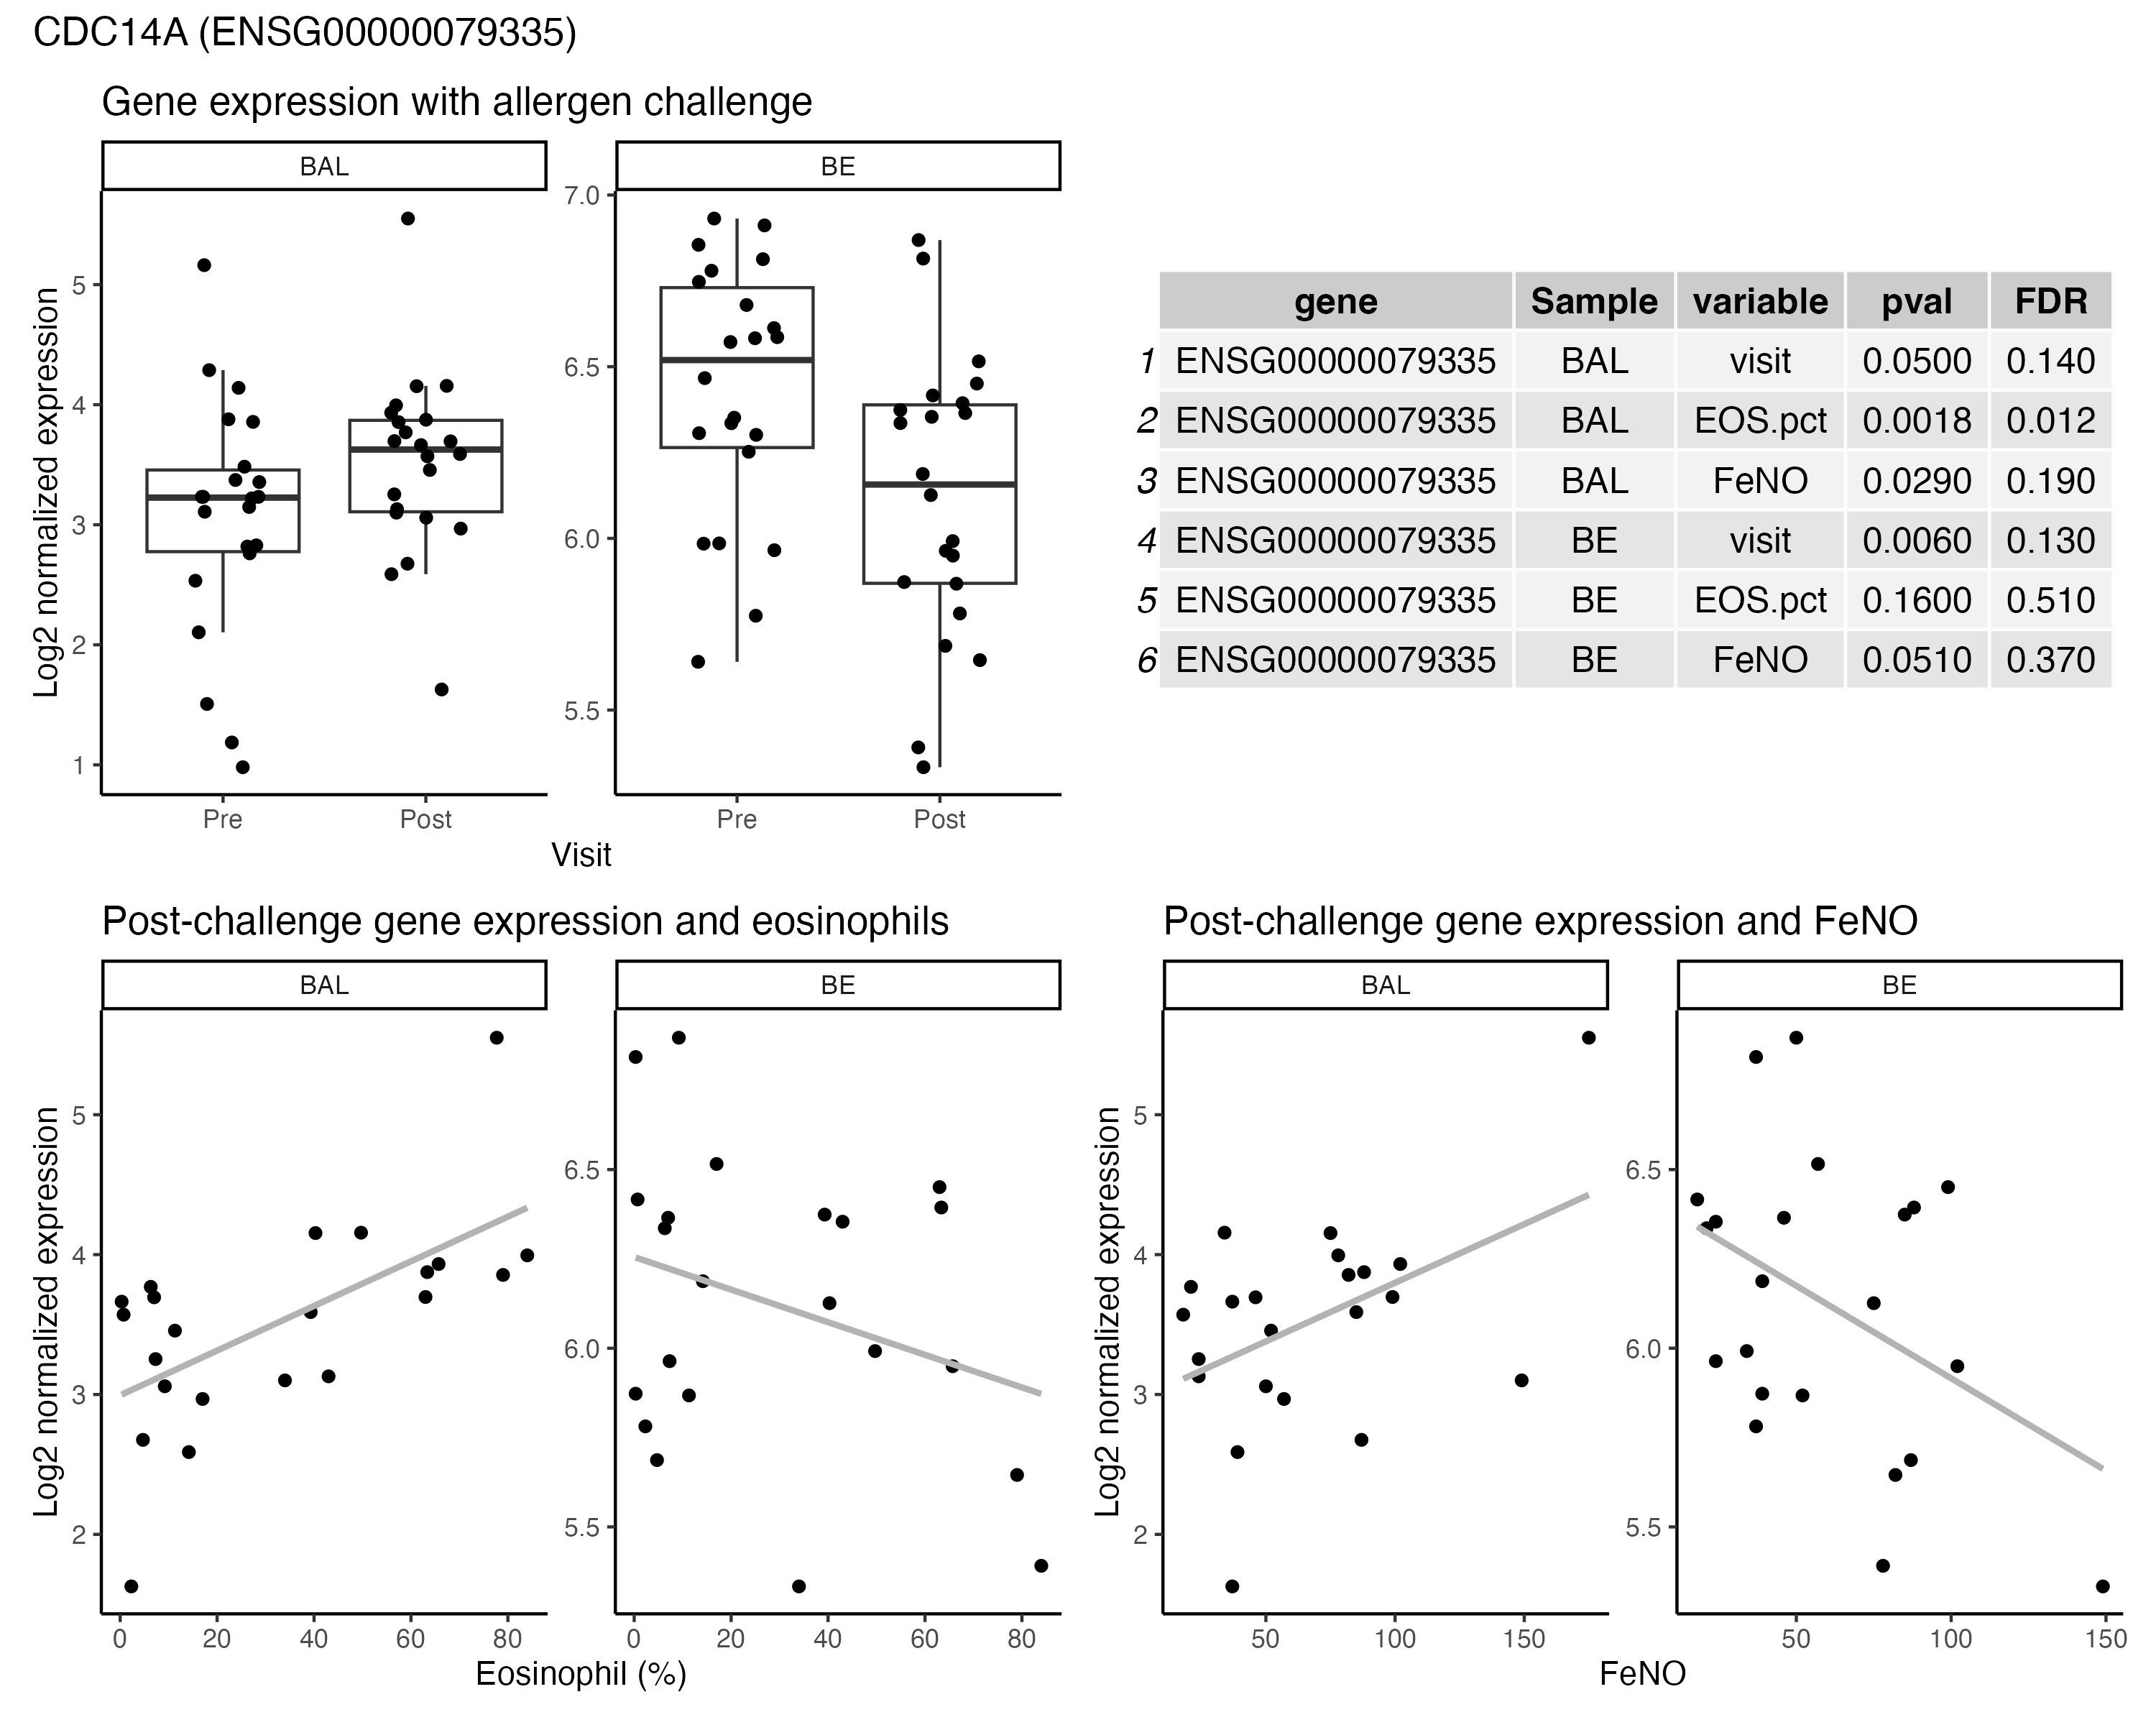 CDC14A (ENSG00000079335)
Gene expression with allergen challenge
BAL
BE
Log2 normalized expression
5
4
3
2
1
7.0
6.5
6.0
5.5
Pre
Post
Pre
Post
Visit
gene Sample variable pval FDR
1 ENSG00000079335 BAL visit 0.0500 0.140
2 ENSG00000079335 BAL EOS.pct 0.0018 0.012
3 ENSG00000079335 BAL FeNO 0.0290 0.190
4 ENSG00000079335 BE visit 0.0060 0.130
5 ENSG00000079335 BE EOS.pct 0.1600 0.510
6 ENSG00000079335 BE FeNO 0.0510 0.370
Post-challenge gene expression and eosinophils
BAL
BE
Log2 normalized expression
5
4
3
2
6.5
6.0
5.5
0 20 40 60 80
0 20 40 60 80
Eosinophil (%)
Post-challenge gene expression and FeNO
BAL
BE
Log2 normalized expression
5
4
3
2
6.5
6.0
5.5
50 100 150
50 100 150
FeNO